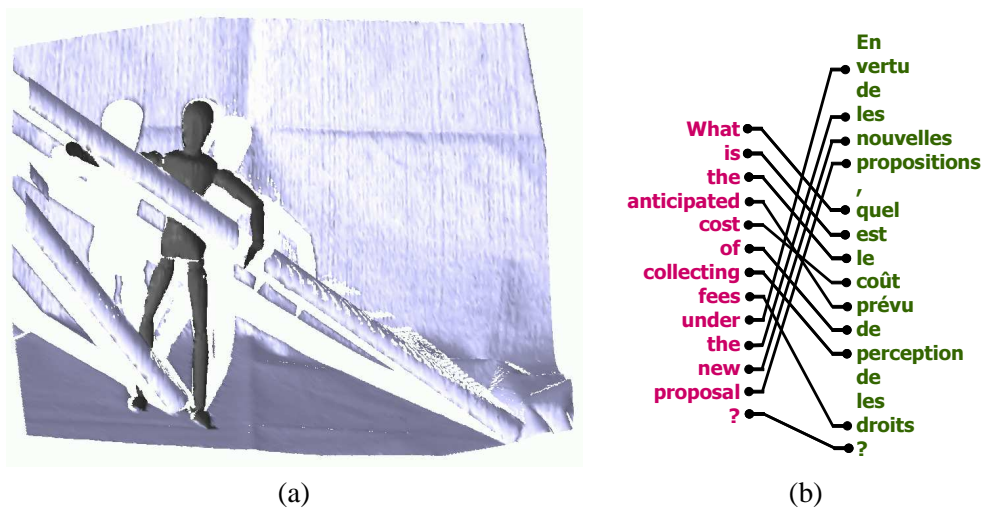 What
is
the
anticipated
cost
of
collecting
fees
under
the
new
proposal
?
En
vertu
de
les
nouvelles
propositions
,
quel
est
le
coût
prévu
de
perception
de
les
droits
?
(a)
(b)